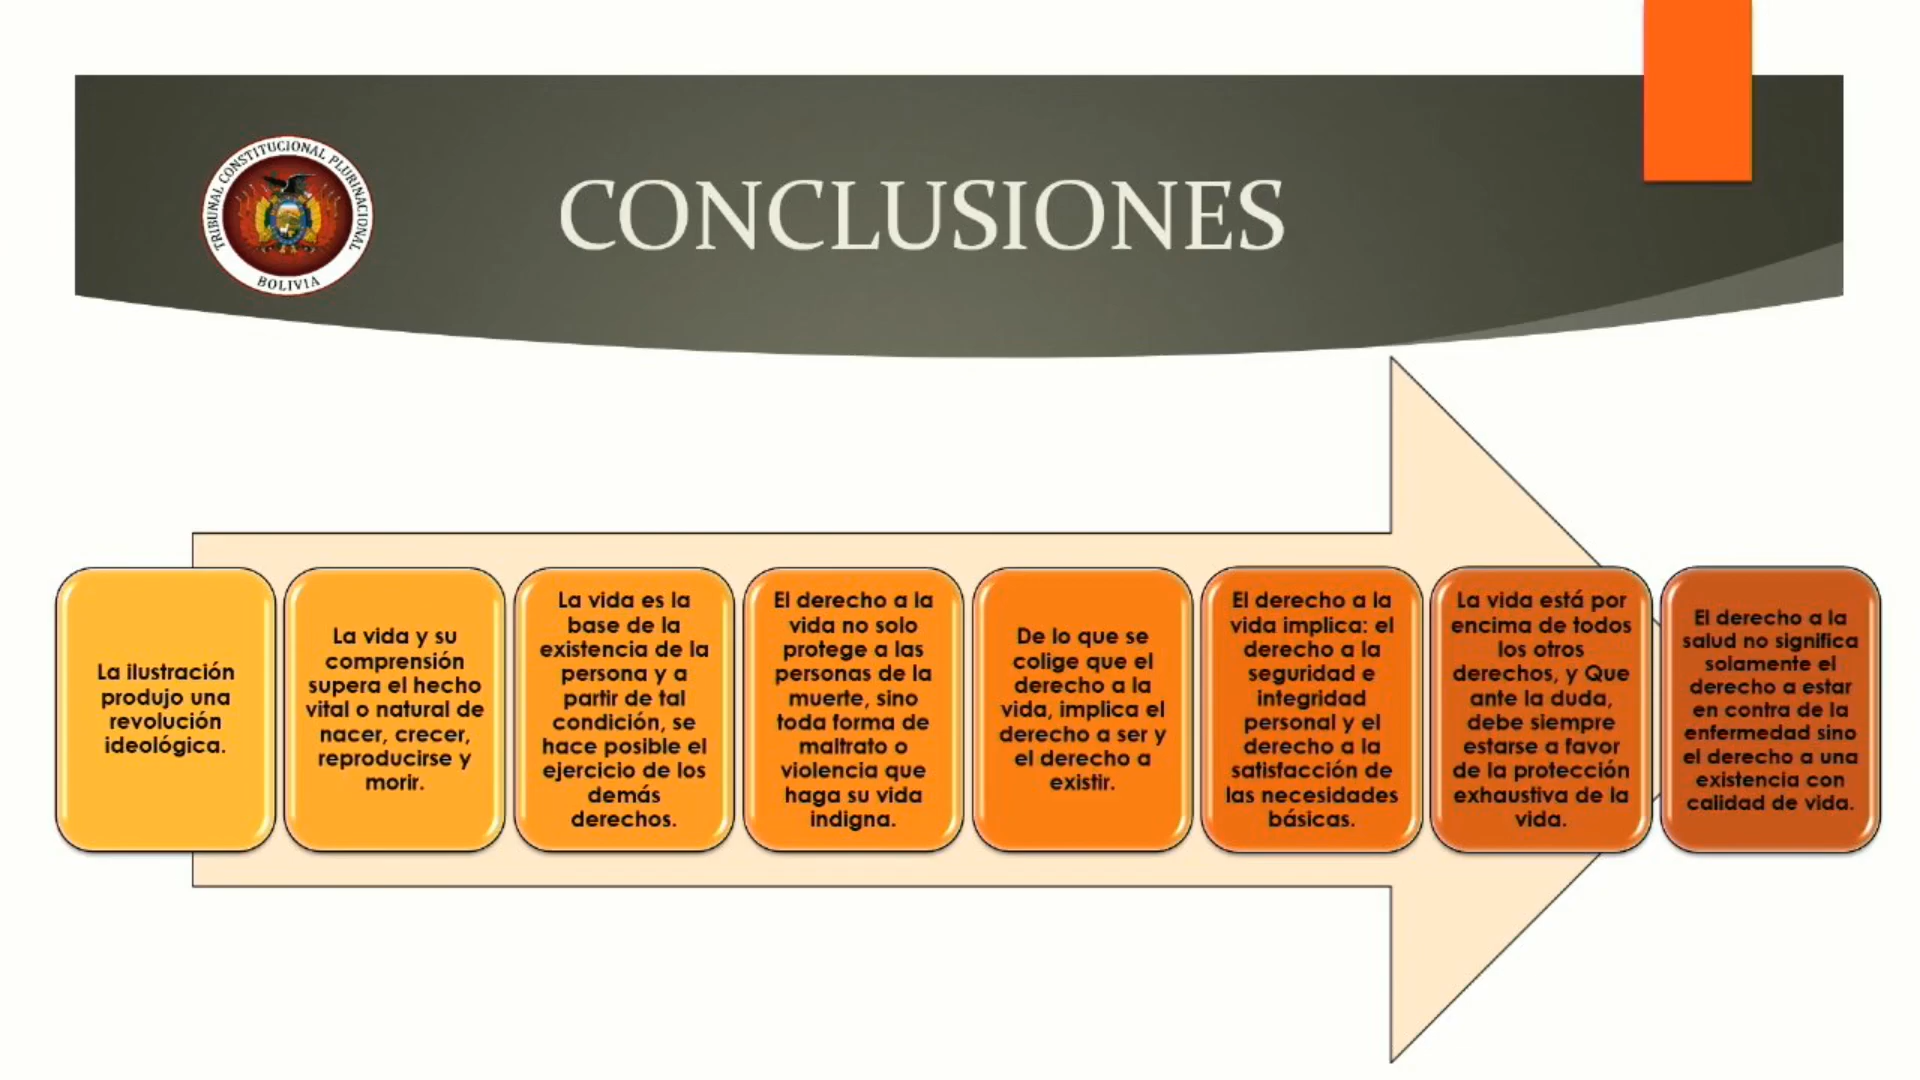 TRIBUNAL CONSTITUCIONAL PLURINACIONAL
BOLIVIA
CONCLUSIONES
La ilustración
produjo una
revolución
ideológica.
La vida y su
comprensión
supera el hecho
vital o natural de
nacer, crecer,
reproducirse y
morir.
La vida es la
base de la
existencia de la
persona y a
partir de tal
condición, se
hace posible el
ejercicio de los
demás
derechos.
El derecho a la
vida no solo
protege a las
personas de la
muerte, sino
toda forma de
maltrato o
violencia que
haga su vida
indigna.
De lo que se
colige que el
derecho a la
vida, implica el
derecho a ser y
el derecho a
existir.
El derecho a la
vida implica: el
derecho a la
seguridad e
integridad
personal y el
derecho a la
satisfacción de
las necesidades
básicas.
La vida está por
encima de todos
los otros
derechos, y Que
ante la duda,
debe siempre
estarse a favor
de la protección
exhaustiva de la
vida.
El derecho a la
salud no significa
solamente el
derecho a estar
en contra de la
enfermedad sino
el derecho a una
existencia con
calidad de vida.